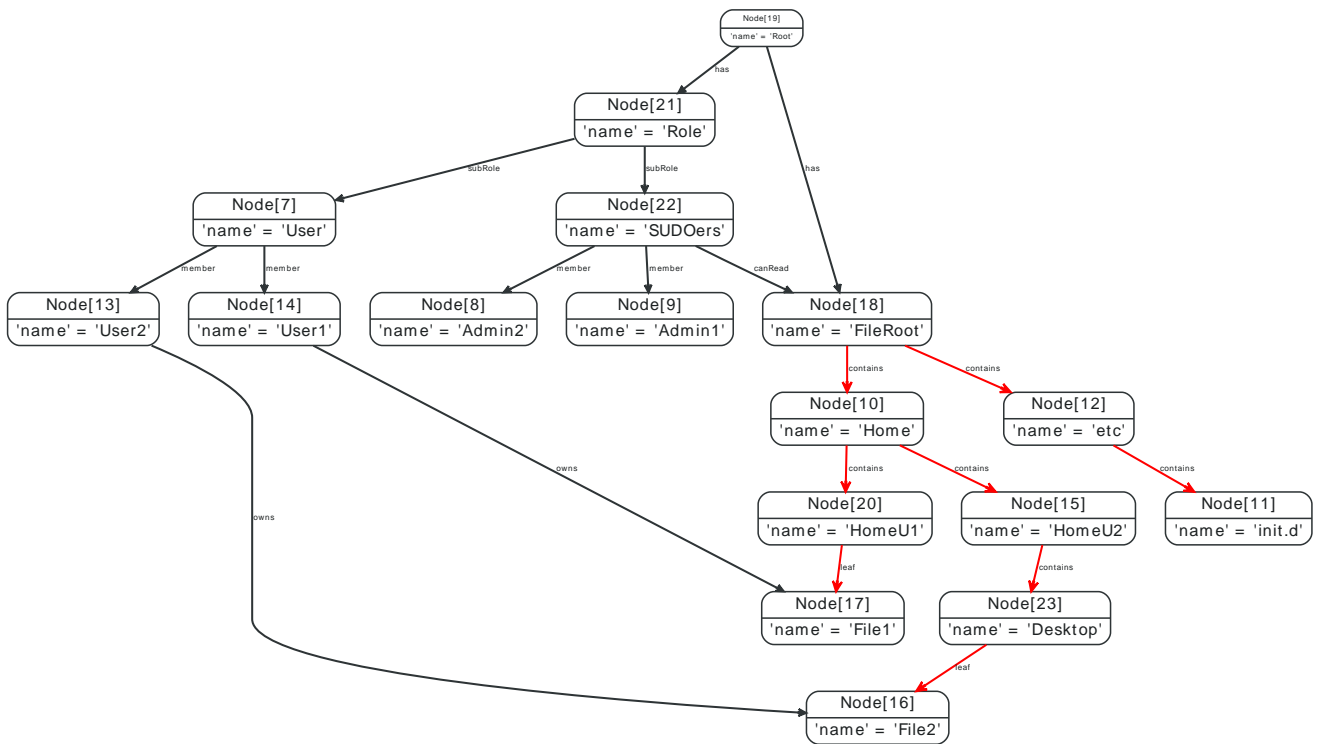 Node[19]
'name' = 'Root'
has
Node[21]
'name' = 'Role'
subRole
subRole
has
Node[7]
'name' = 'User'
Node[22]
'name' = 'SUDOers'
member
member
member
member
canRead
Node[13]
'name' = 'User2'
Node[14]
'name' = 'User1'
Node[8]
'name' = 'Admin2'
Node[9]
'name' = 'Admin1'
Node[18]
'name' = 'FileRoot'
contains
contains
Node[10]
'name' = 'Home'
Node[12]
'name' = 'etc'
owns
contains
contains
contains
Node[20]
'name' = 'HomeU1'
Node[15]
'name' = 'HomeU2'
Node[11]
'name' = 'init.d'
owns
leaf
contains
Node[17]
'name' = 'File1'
Node[23]
'name' = 'Desktop'
leaf
Node[16]
'name' = 'File2'